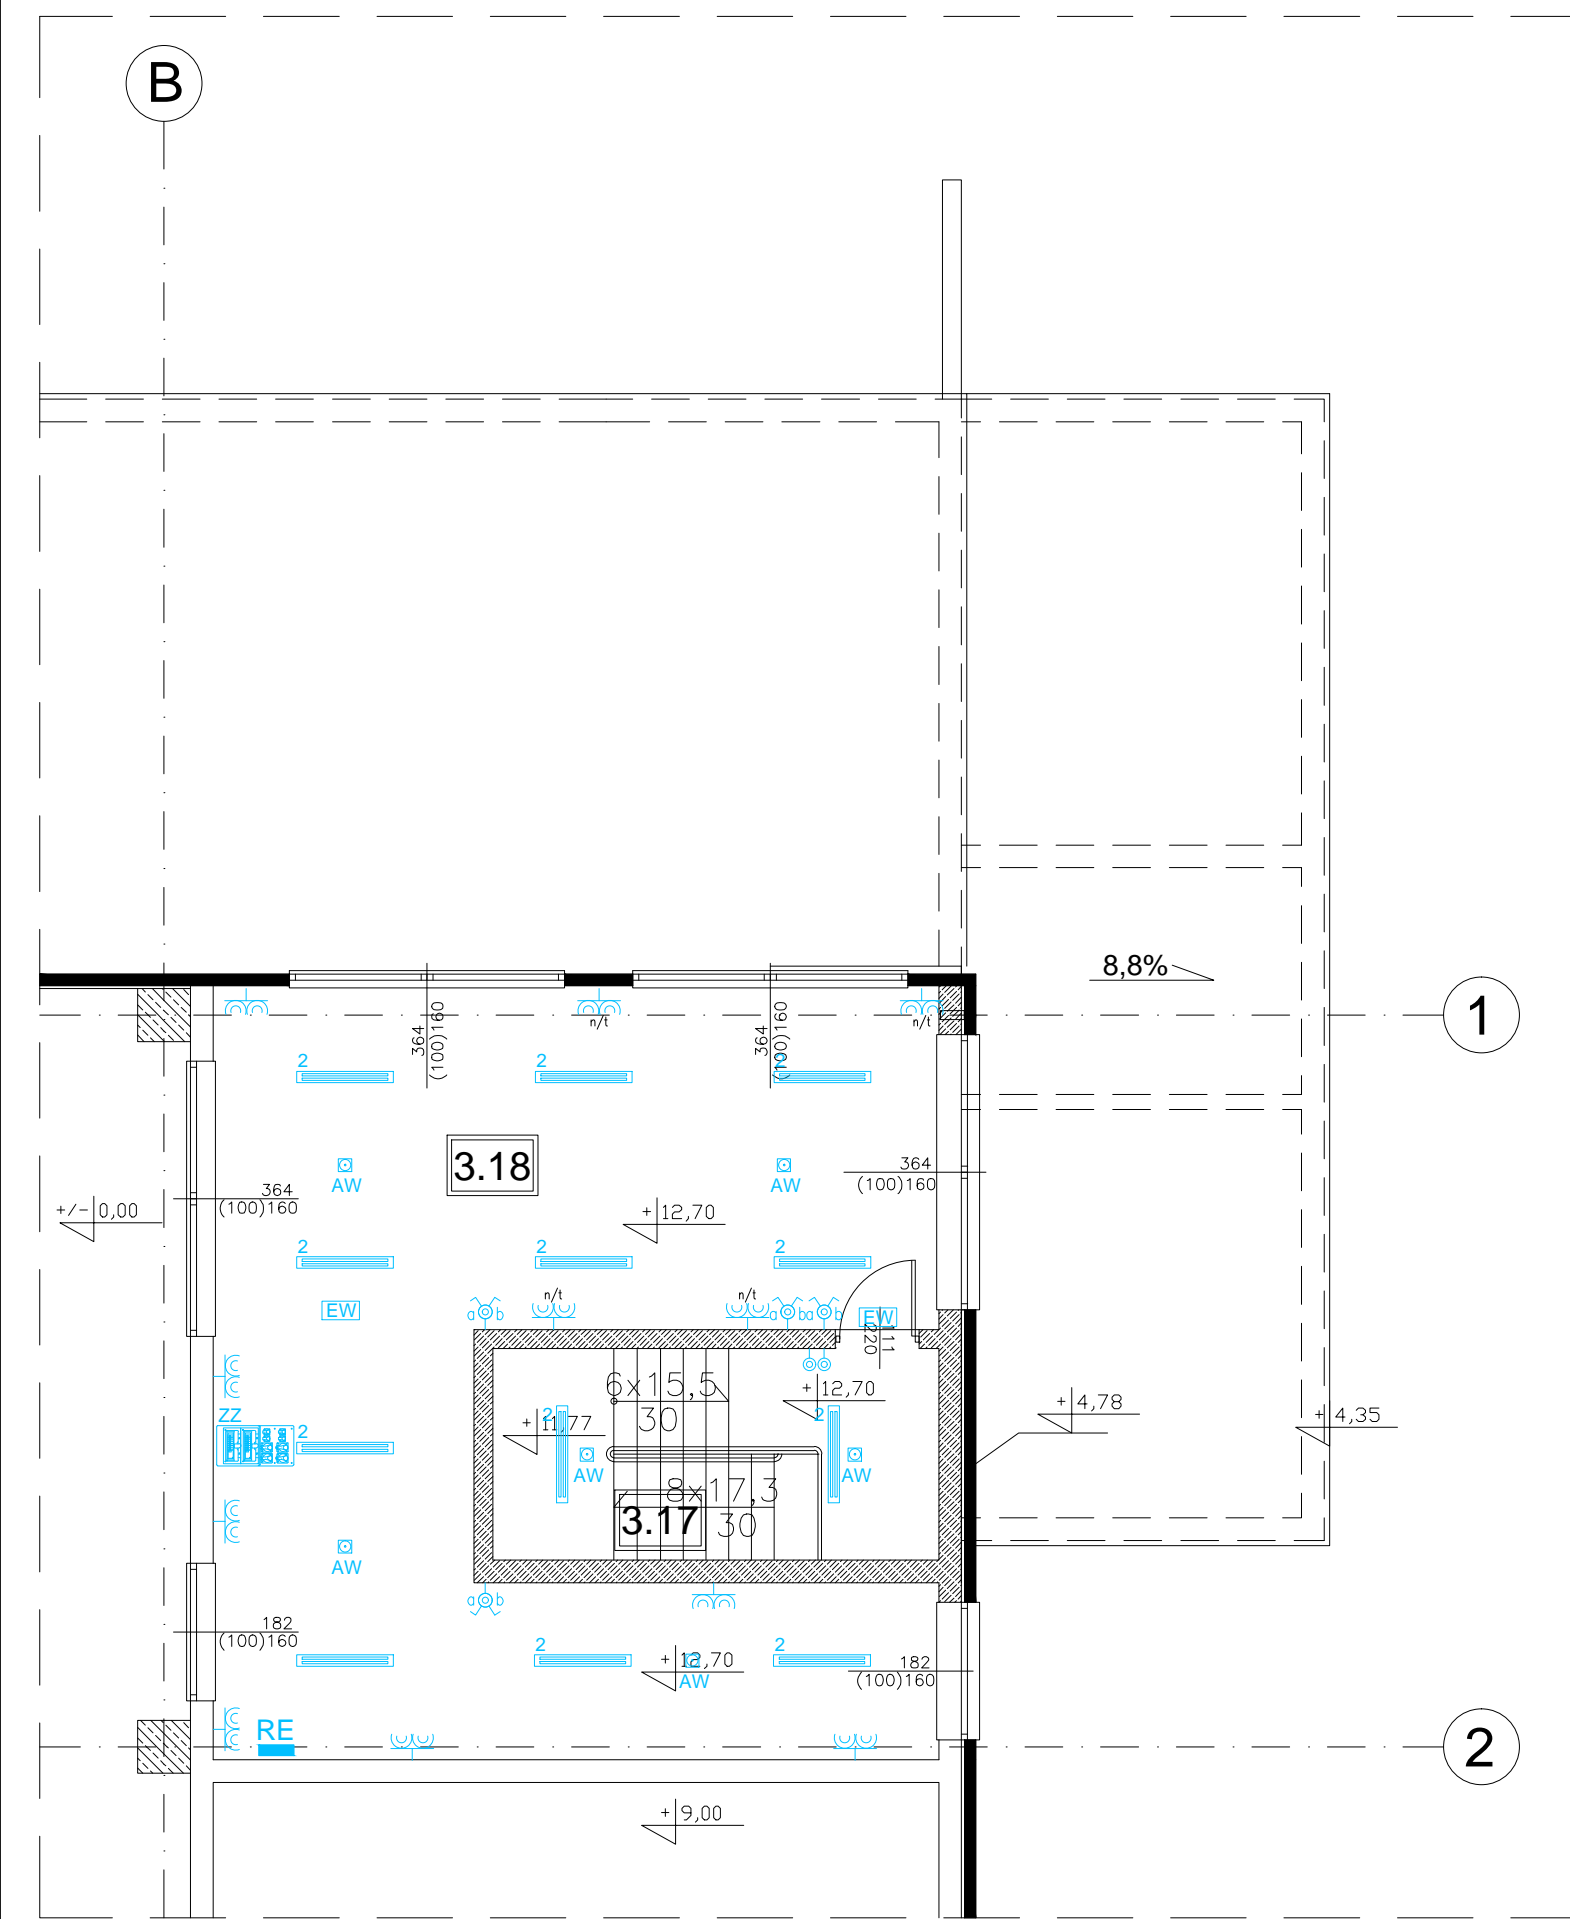 B
8,8%
1
n/t
n/t
364
(100)160
364
(100)160
2
2
2
3.18
AW
AW
364
(100)160
364
(100)160
+/- 0,00
+ 12,70
2
2
2
EW
n/t
n/t
EW
a b
a b
a b
111
220
6x15,5
30
+ 12,70
+ 4,78
+ 4,35
ZZ
2
2
+ 11,77
2
AW
AW
8x17,3
30
3.17
AW
a b
182
(100)160
2
2
+ 12,70
AW
182
(100)160
RE
2
+ 9,00